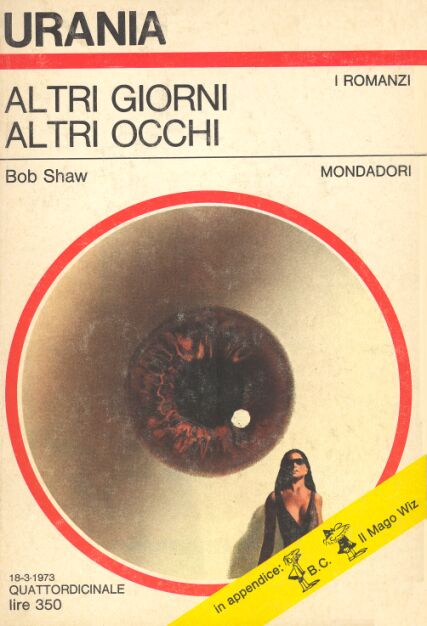 URANIA
I ROMANZI
ALTRI GIORNI
ALTRI OCCHI
Bob Shaw
MONDADORI
18-3-1973
QUATTORDICINALE
lire 350
in appendice: B.C. Il Mago Wiz